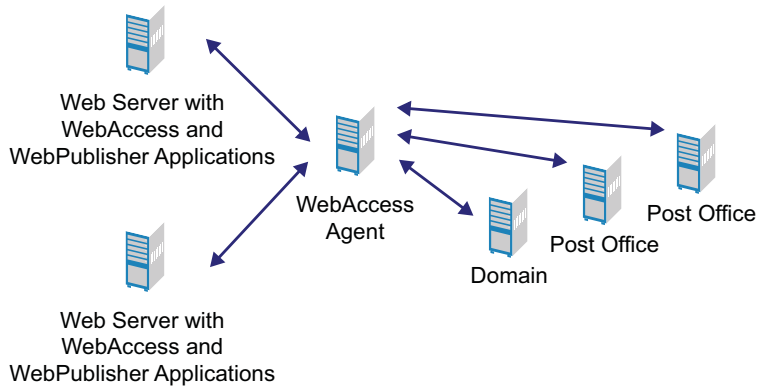 Web Server with
WebAccess and
WebPublisher Applications
WebAccess
Agent
Post Office
Post Office
Domain
Web Server with
WebAccess and
WebPublisher Applications